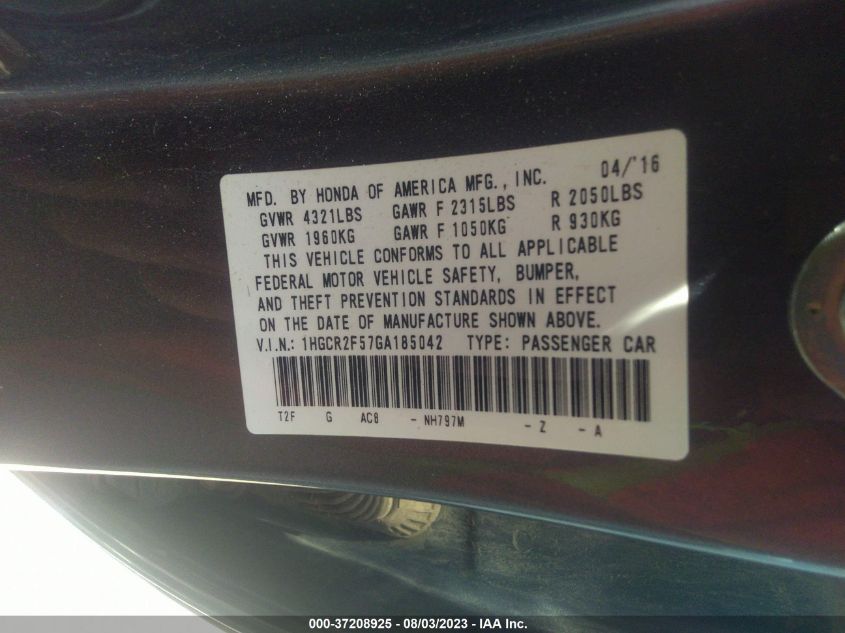 MFD. BY HONDA OF AMERICA MFG., INC. 04/'16
GVWR 4321LBS GAWR F 2315LBS R 2050LBS
GVWR 1960KG GAWR F 1050KG R 930KG
THIS VEHICLE CONFORMS TO ALL APPLICABLE
FEDERAL MOTOR VEHICLE SAFETY, BUMPER,
AND THEFT PREVENTION STANDARDS IN EFFECT
ON THE DATE OF MANUFACTURE SHOWN ABOVE.
V.I.N.: 1HGCR2F57GA185042 TYPE: PASSENGER CAR
T2F G AC8 - NH797M - Z - A
000-37208925 - 08/03/2023 - IAA Inc.